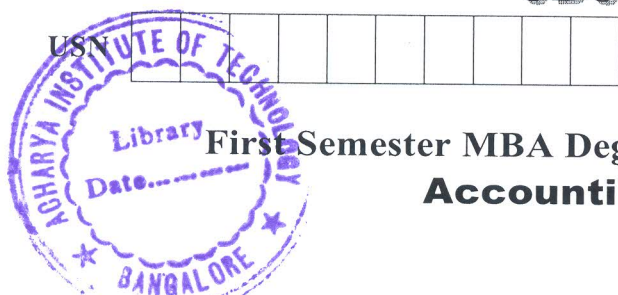 USN
ACHARYA INSTITUTE OF TECHNOLOGY
Library
Date...
BANGALORE
First Semester MBA Deg
Accounti